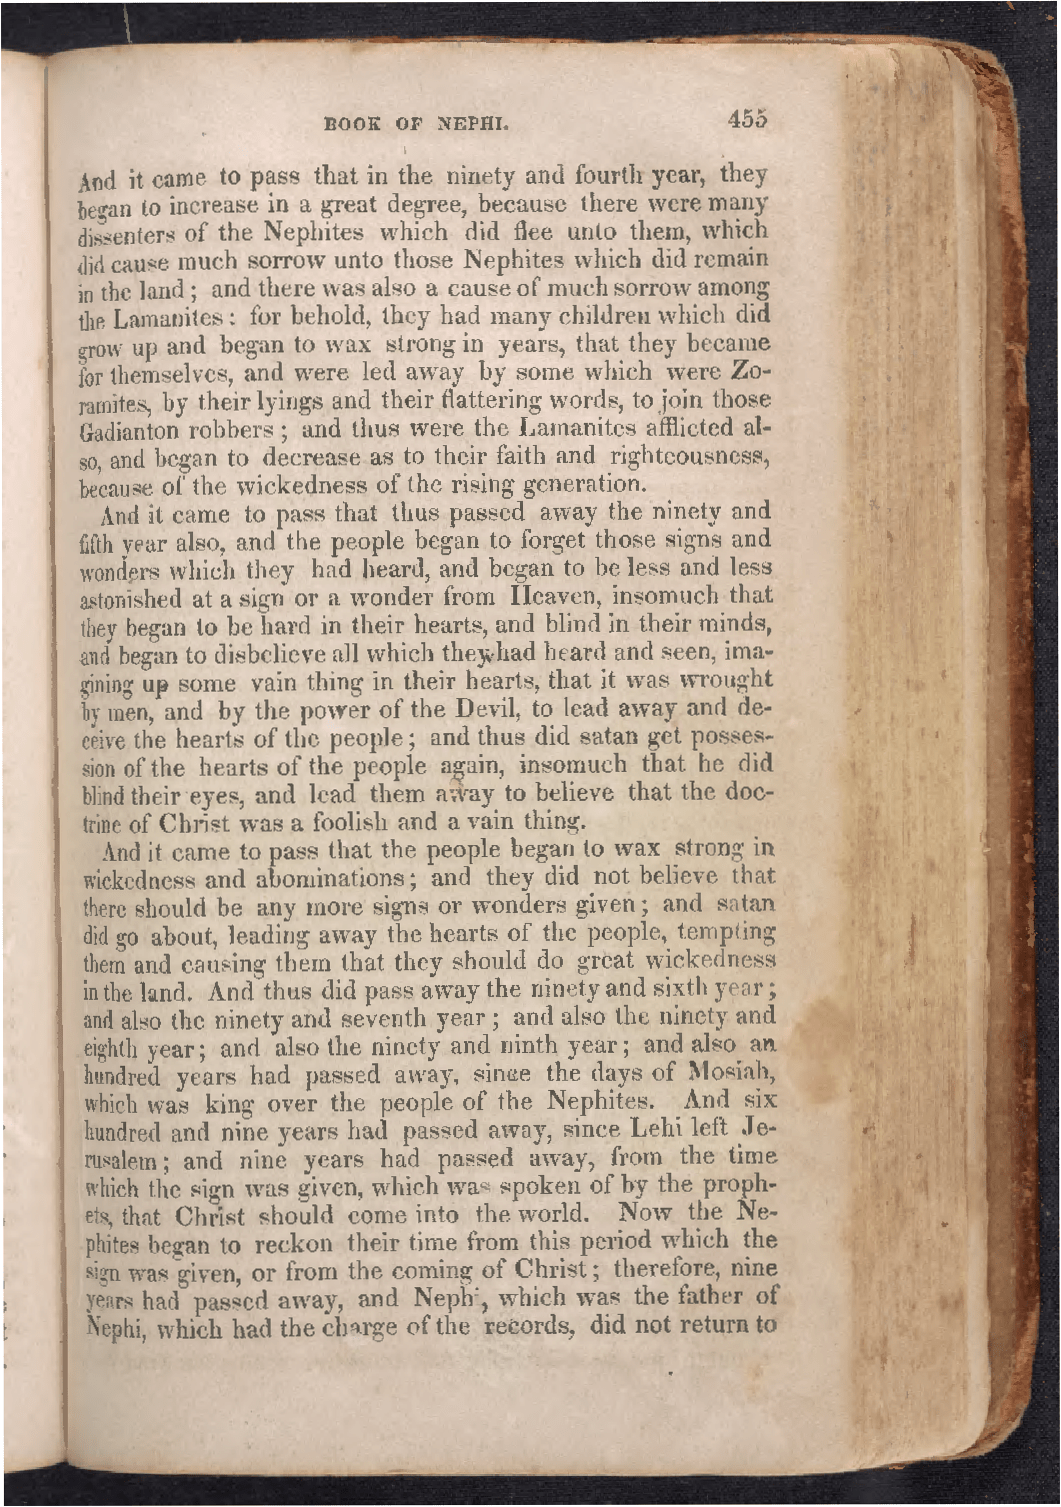 BOOK OF NEPHI. 455
And it came to pass that in the ninety and fourth year, they
began to increase in a great degree, because there were many
dissenters of the Nephites which did flee unto them, which
did cause much sorrow unto those Nephites which did remain
in the land; and there was also a cause of much sorrow among
the Lamanites: for behold, they had many children which did
grow up and began to wax strong in years, that they became
for themselves, and were led away by some which were Zo-
ramites, by their lyings and their flattering words, to join those
Gadianton robbers; and thus were the Lamanites afflicted al-
so, and began to decrease as to their faith and righteousness,
because of the wickedness of the rising generation.
And it came to pass that thus passed away the ninety and
fifth year also, and the people began to forget those signs and
wonders which they had heard, and began to be less and less
astonished at a sign or a wonder from Heaven, insomuch that
they began to be hard in their hearts, and blind in their minds,
and began to disbelieve all which they had heard and seen, ima-
gining up some vain thing in their hearts, that it was wrought
by men, and by the power of the Devil, to lead away and de-
ceive the hearts of the people; and thus did satan get posses-
sion of the hearts of the people again, insomuch that he did
blind their eyes, and lead them away to believe that the doc-
trine of Christ was a foolish and a vain thing.
And it came to pass that the people began to wax strong in
wickedness and abominations; and they did not believe that
there should be any more signs or wonders given; and satan
did go about, leading away the hearts of the people, tempting
them and causing them that they should do great wickedness
in the land. And thus did pass away the ninety and sixth year;
and also the ninety and seventh year; and also the ninety and
eighth year; and also the ninety and ninth year; and also an
hundred years had passed away, since the days of Mosiah,
which was king over the people of the Nephites. And six
hundred and nine years had passed away, since Lehi left Je-
rusalem; and nine years had passed away, from the time
which the sign was given, which was spoken of by the proph-
ets, that Christ should come into the world. Now the Ne-
phites began to reckon their time from this period which the
sign was given, or from the coming of Christ; therefore, nine
years had passed away, and Nephi, which was the father of
Nephi, which had the charge of the records, did not return to